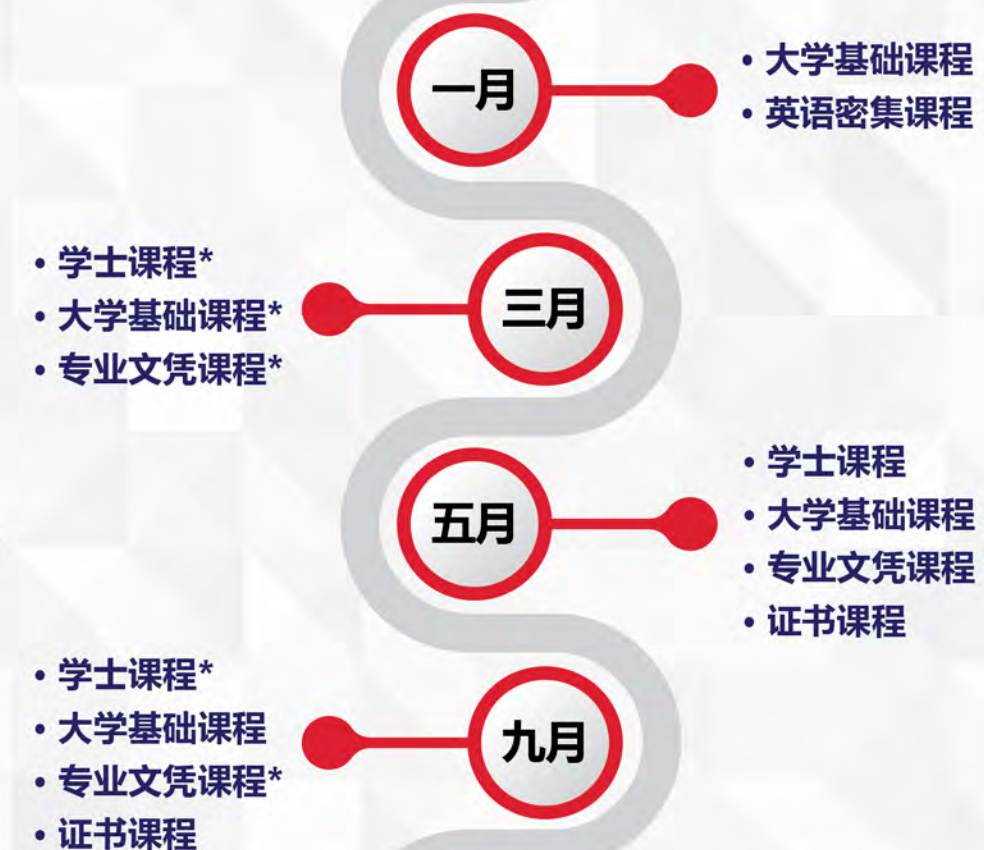 一月
• 大学基础课程
• 英语密集课程
三月
• 学士课程*
• 大学基础课程*
• 专业文凭课程*
五月
• 学士课程
• 大学基础课程
• 专业文凭课程
• 证书课程
九月
• 学士课程*
• 大学基础课程
• 专业文凭课程*
• 证书课程